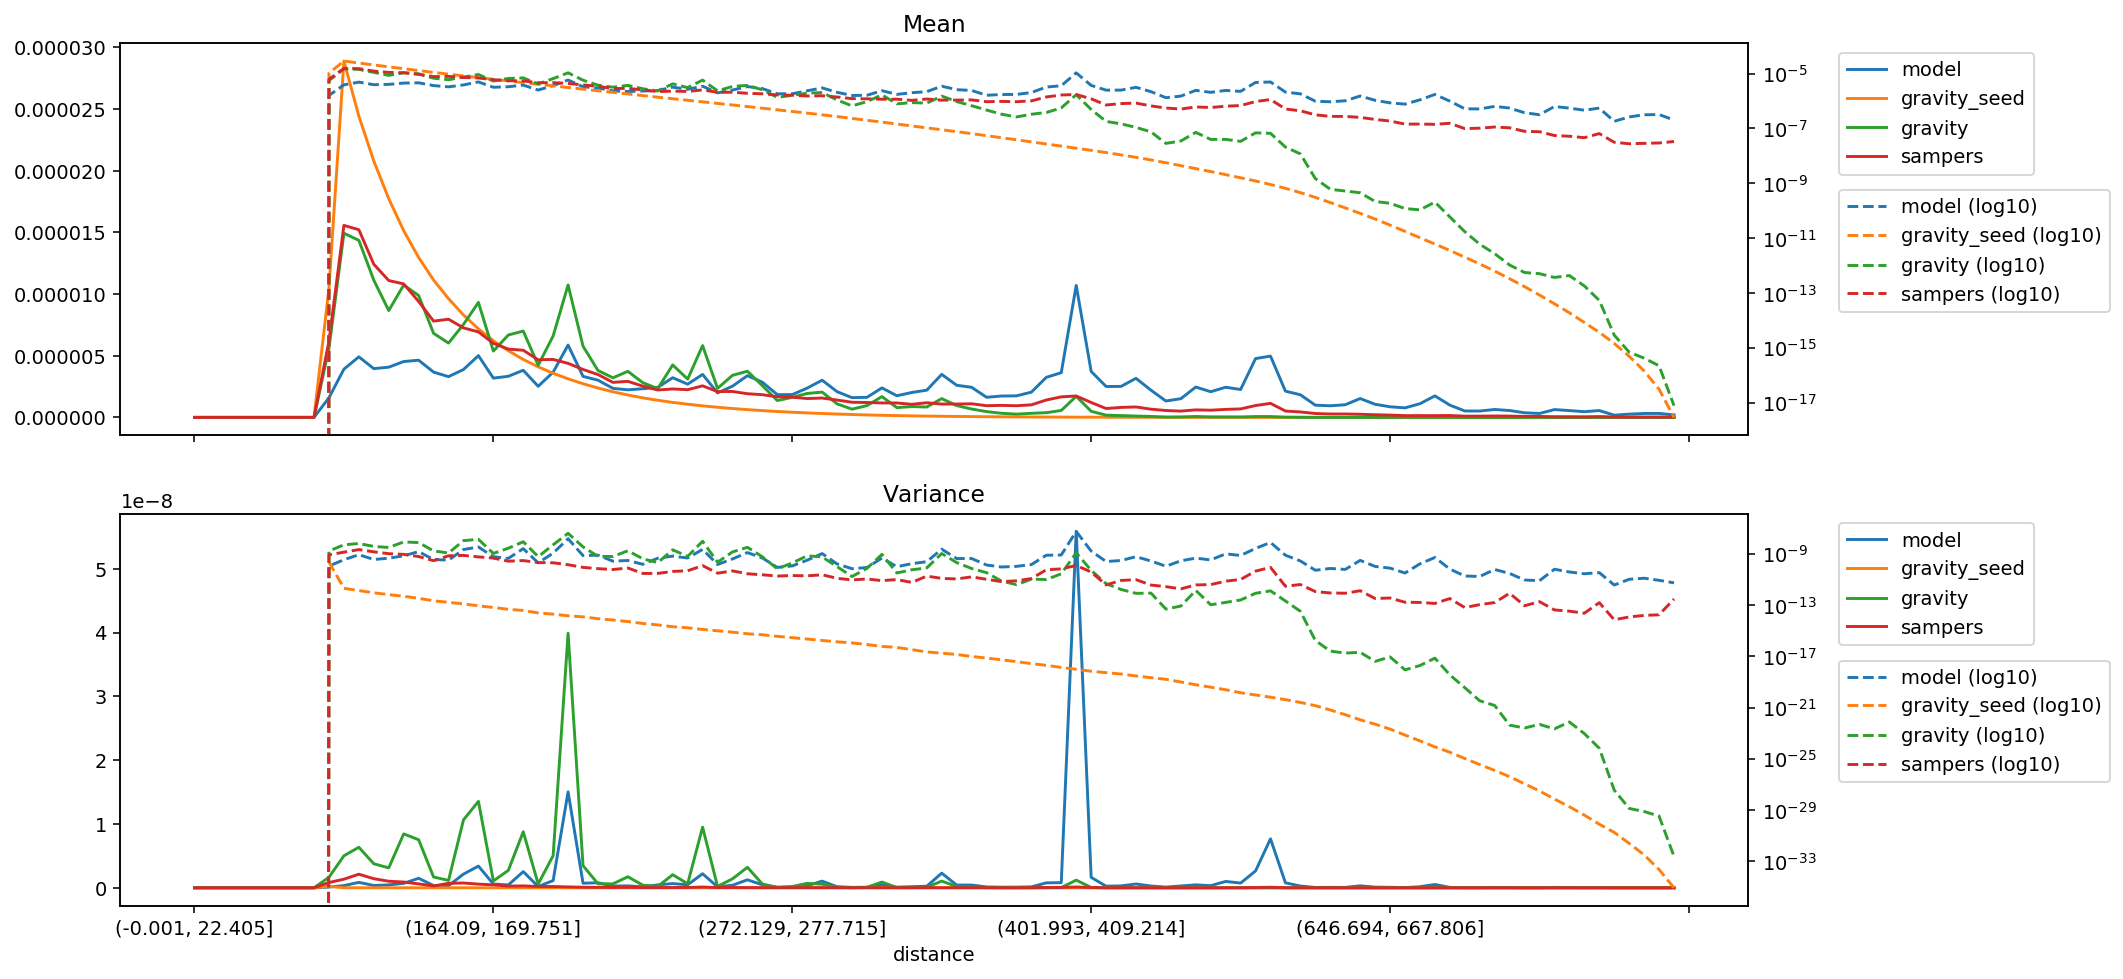 Mean
0.000030
0.000025
0.000020
0.000015
0.000010
0.000005
0.000000
10⁻⁵
10⁻⁷
10⁻⁹
10⁻¹¹
10⁻¹³
10⁻¹⁵
10⁻¹⁷
model
gravity_seed
gravity
sampers
model (log10)
gravity_seed (log10)
gravity (log10)
sampers (log10)
Variance
1e−8
5
4
3
2
1
0
10⁻⁹
10⁻¹³
10⁻¹⁷
10⁻²¹
10⁻²⁵
10⁻²⁹
10⁻³³
model
gravity_seed
gravity
sampers
model (log10)
gravity_seed (log10)
gravity (log10)
sampers (log10)
(-0.001, 22.405] (164.09, 169.751] (272.129, 277.715] (401.993, 409.214] (646.694, 667.806]
distance